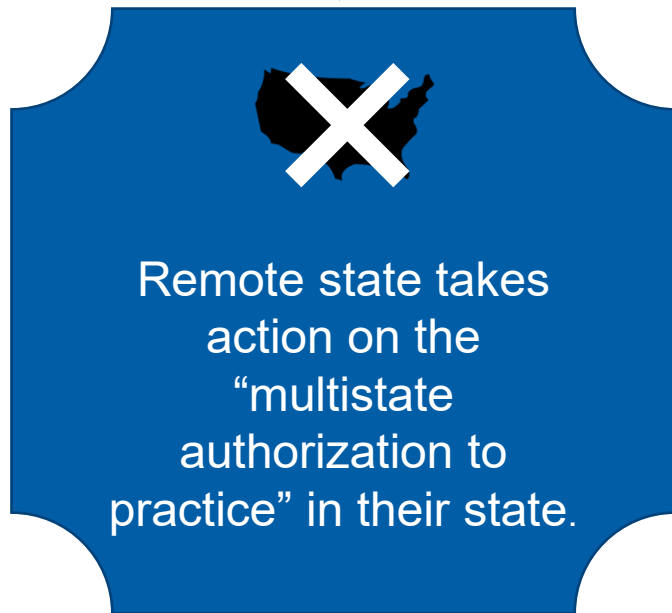 Remote state takes
action on the
“multistate
authorization to
practice” in their state.